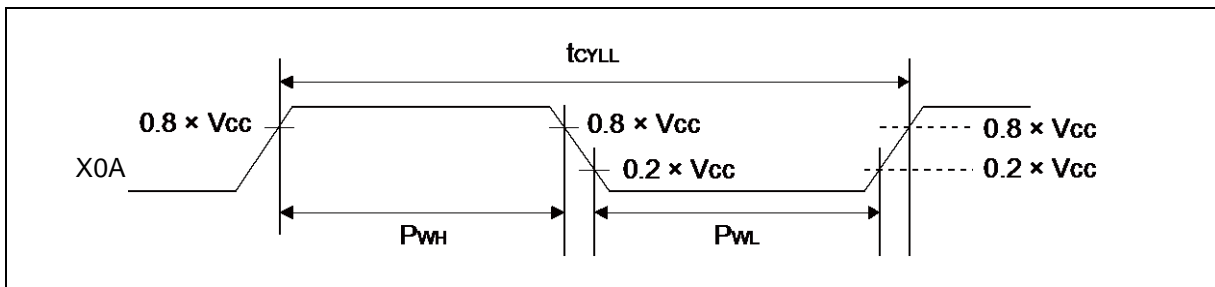 tCYLL
0.8 × Vcc
0.8 × Vcc
0.8 × Vcc
X0A
0.2 × Vcc
0.2 × Vcc
PWH
PWL